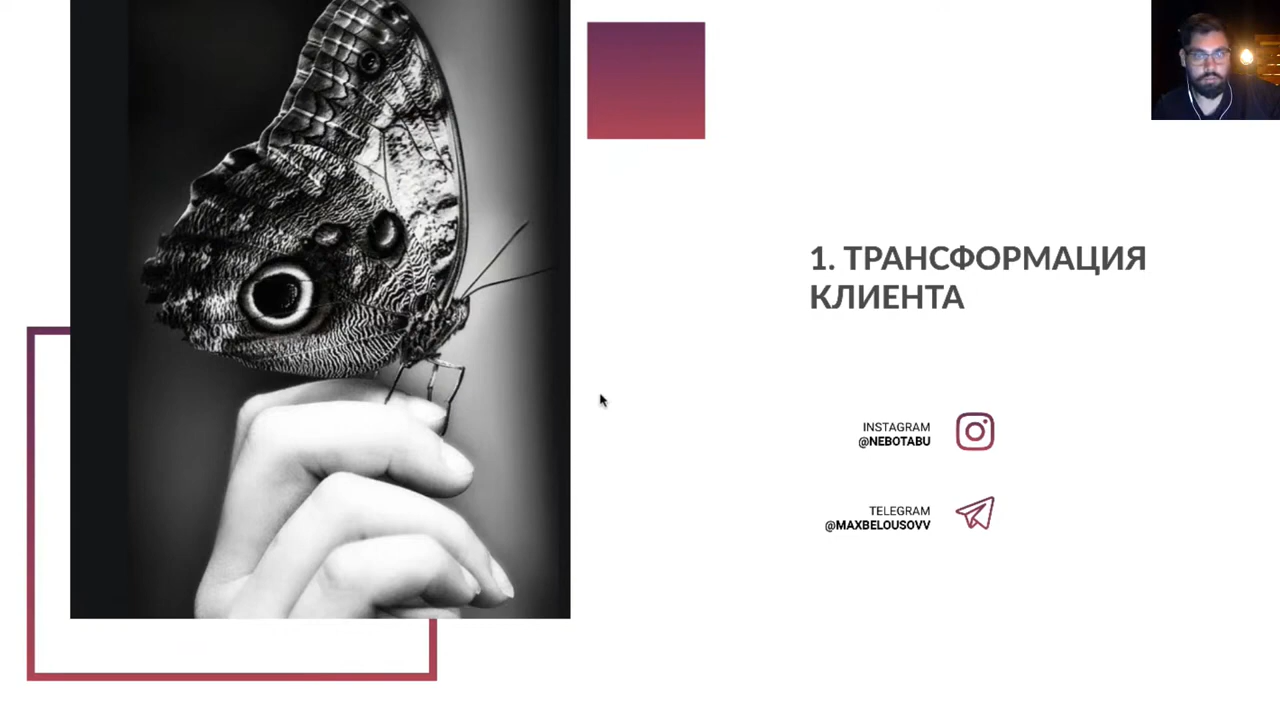 1. ТРАНСФОРМАЦИЯ
КЛИЕНТА
INSTAGRAM
@NEBOTABU
TELEGRAM
@MAXBELOUSOVV